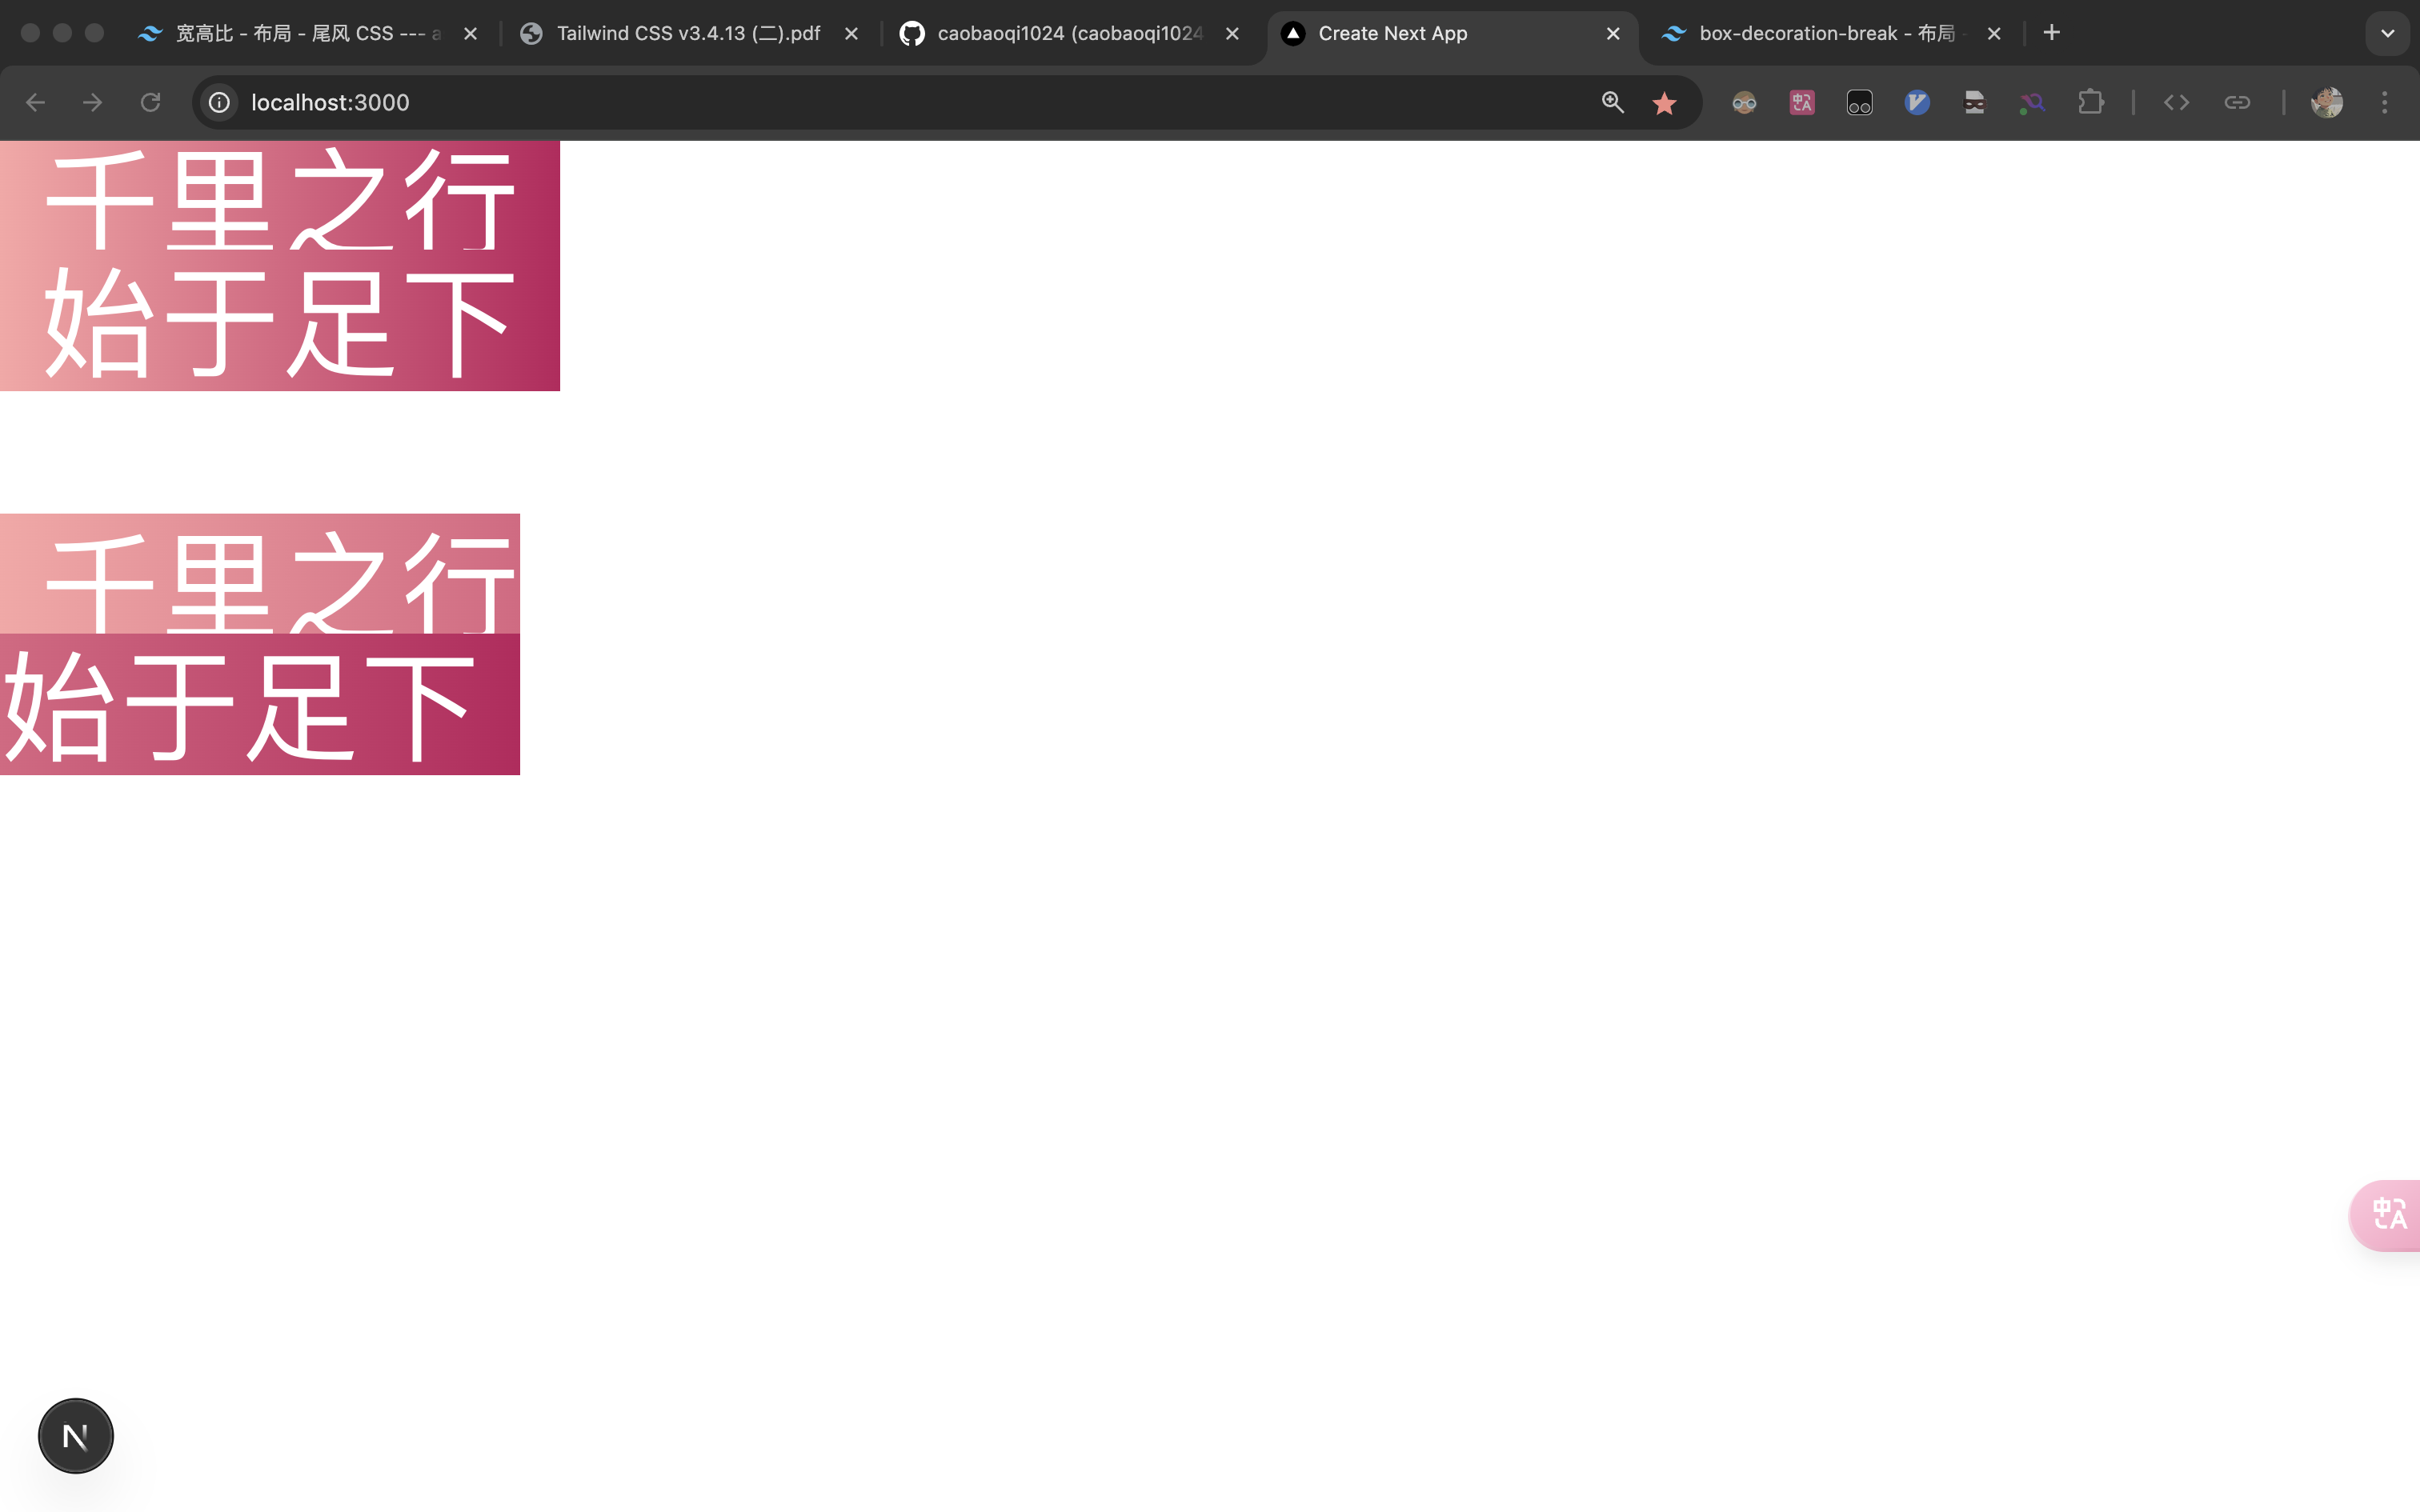 宽高比 - 布局 - 尾风 CSS --- a
Tailwind CSS v3.4.13 (二).pdf
caobaoqi1024 (caobaoqi1024
Create Next App
box-decoration-break - 布局 -
localhost:3000
千里之行
始于足下
千里之行
始于足下
中A
N